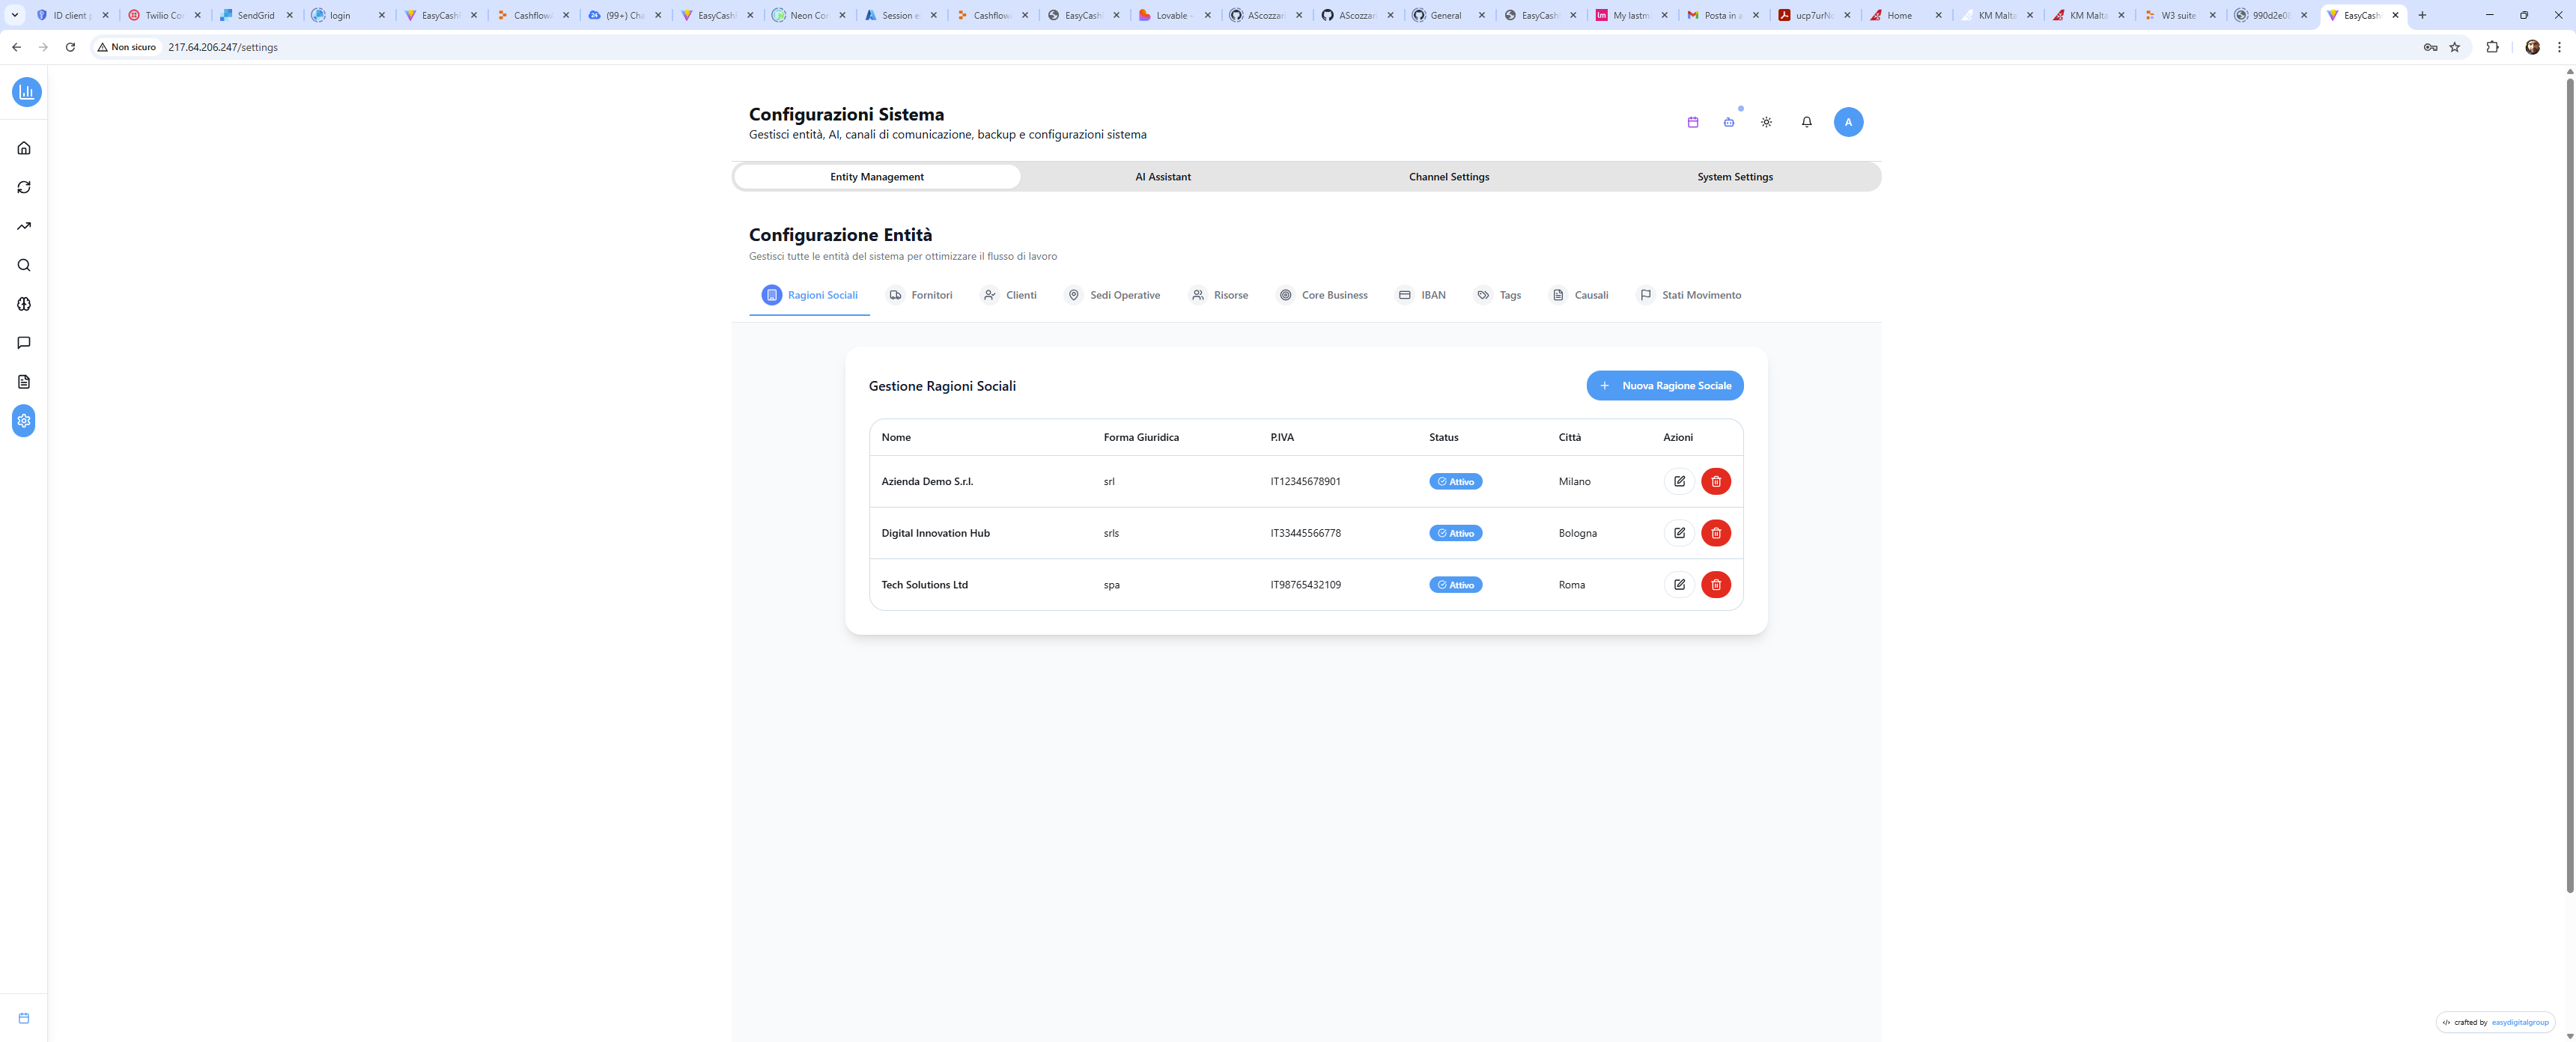 ID client p
Twilio Co
SendGrid
login
EasyCash
Cashflow
(99+) Cha
EasyCash
Neon Co
Session e
Cashflow
EasyCash
Lovable
AScozzari
AScozzari
General
EasyCash
My lastm
Posta in a
ucp7urN
Home
KM Malta
KM Malta
W3 suite
990d2e0
EasyCash
Non sicuro
217.64.206.247/settings
Configurazioni Sistema
Gestisci entità, AI, canali di comunicazione, backup e configurazioni sistema
A
Entity Management
AI Assistant
Channel Settings
System Settings
Configurazione Entità
Gestisci tutte le entità del sistema per ottimizzare il flusso di lavoro
Ragioni Sociali
Fornitori
Clienti
Sedi Operative
Risorse
Core Business
IBAN
Tags
Causali
Stati Movimento
Gestione Ragioni Sociali
Nuova Ragione Sociale
Nome Forma Giuridica P.IVA Status Città Azioni
Azienda Demo S.r.l. srl IT12345678901 Attivo Milano
Digital Innovation Hub srls IT33445566778 Attivo Bologna
Tech Solutions Ltd spa IT98765432109 Attivo Roma
crafted by easydigitalgroup